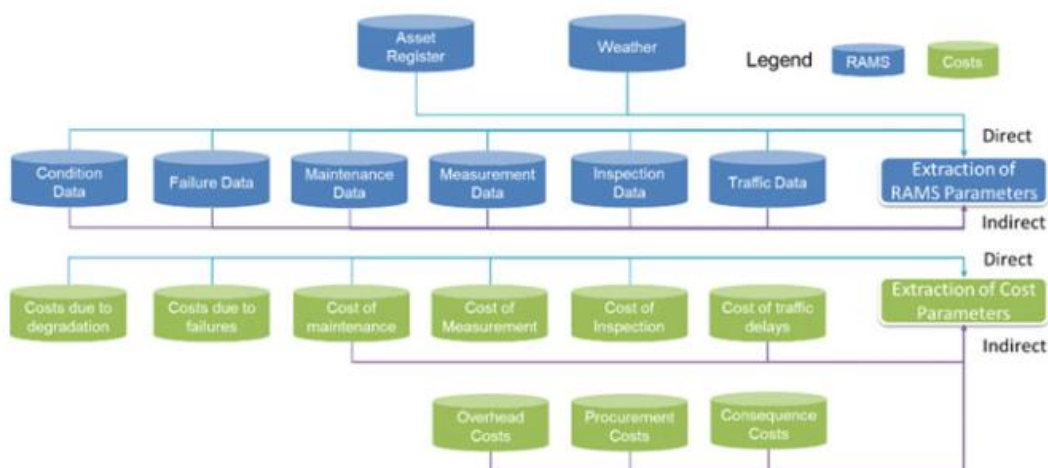 Asset
Register
Weather
Legend
RAMS
Costs
Direct
Condition
Data
Failure Data
Maintenance
Data
Measurement
Data
Inspection
Data
Traffic Data
Extraction of
RAMS Parameters
Indirect
Direct
Costs due to
degradation
Costs due to
failures
Cost of
maintenance
Cost of
Measurement
Cost of
Inspection
Cost of traffic
delays
Extraction of Cost
Parameters
Indirect
Overhead
Costs
Procurement
Costs
Consequence
Costs